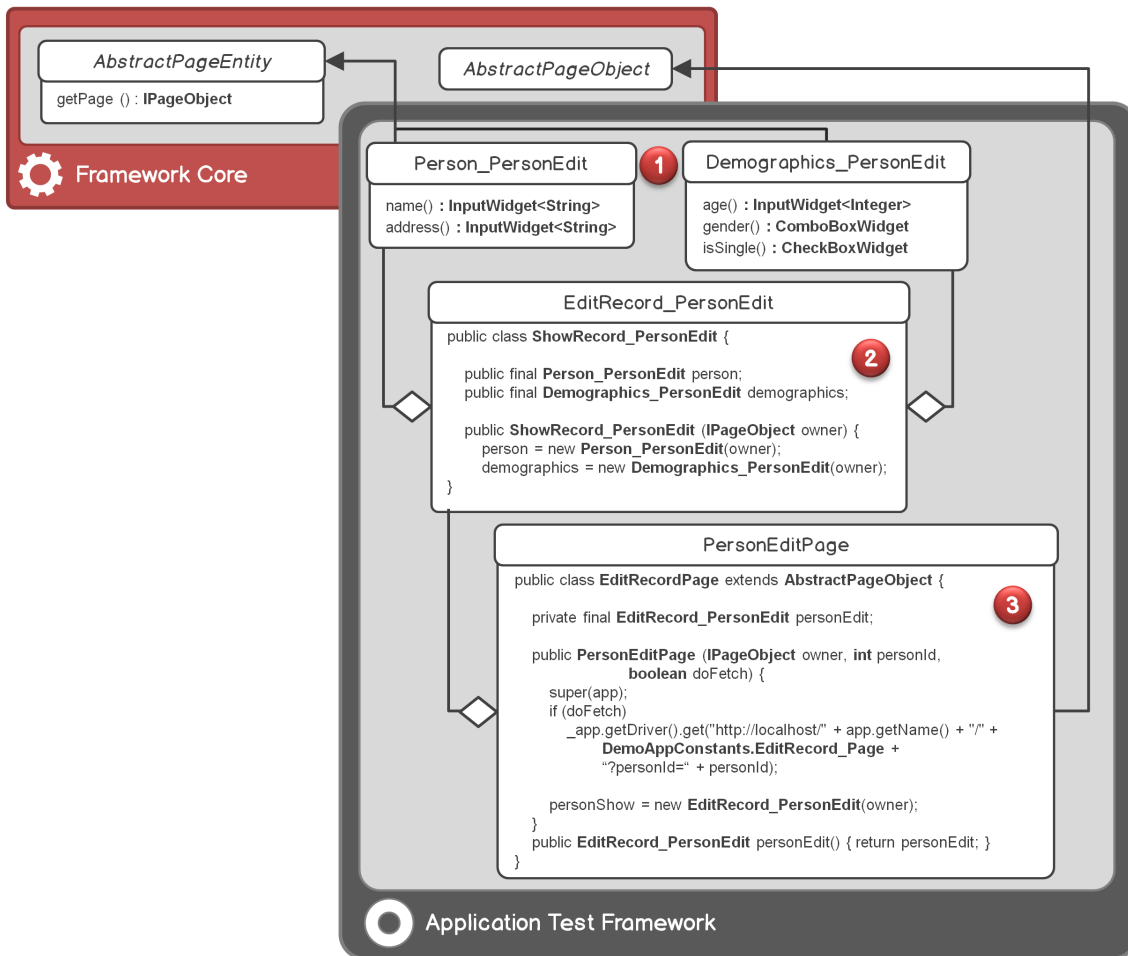 AbstractPageEntity
getPage () : IPageObject
AbstractPageObject
Framework Core
Person_PersonEdit
name() : InputWidget<String>
address() : InputWidget<String>
1
Demographics_PersonEdit
age() : InputWidget<Integer>
gender() : ComboBoxWidget
isSingle() : CheckBoxWidget
EditRecord_PersonEdit
public class ShowRecord_PersonEdit {
2
public final Person_PersonEdit person;
public final Demographics_PersonEdit demographics;
public ShowRecord_PersonEdit (IPageObject owner) {
person = new Person_PersonEdit(owner);
demographics = new Demographics_PersonEdit(owner);
}
PersonEditPage
public class EditRecordPage extends AbstractPageObject {
3
private final EditRecord_PersonEdit personEdit;
public PersonEditPage (IPageObject owner, int personId,
boolean doFetch) {
super(app);
if (doFetch)
_app.getDriver().get("http://localhost/" + app.getName() + "/" +
DemoAppConstants.EditRecord_Page +
“?personId=“ + personId);
personShow = new EditRecord_PersonEdit(owner);
}
public EditRecord_PersonEdit personEdit() { return personEdit; }
}
Application Test Framework